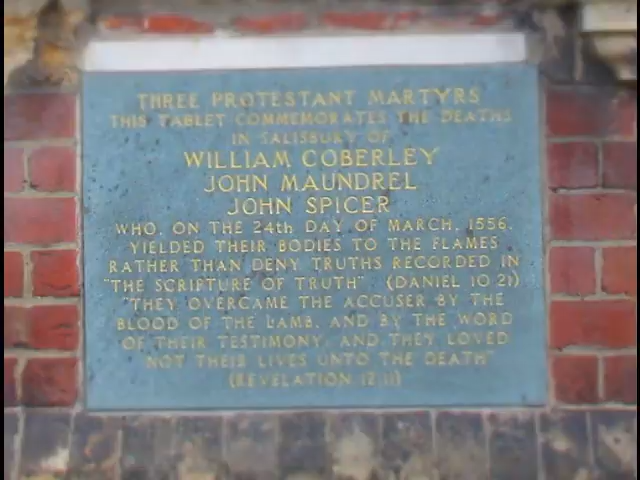 THREE PROTESTANT MARTYRS
THIS TABLET COMMEMORATES THE DEATHS
IN SALISBURY OF
WILLIAM COBERLEY
JOHN MAUNDREL
JOHN SPICER
WHO, ON THE 24th DAY OF MARCH, 1556,
YIELDED THEIR BODIES TO THE FLAMES
RATHER THAN DENY TRUTHS RECORDED IN
"THE SCRIPTURE OF TRUTH" (DANIEL 10.21)
"THEY OVERCAME THE ACCUSER BY THE
BLOOD OF THE LAMB, AND BY THE WORD
OF THEIR TESTIMONY, AND THEY LOVED
NOT THEIR LIVES UNTO THE DEATH"
(REVELATION 12.11)